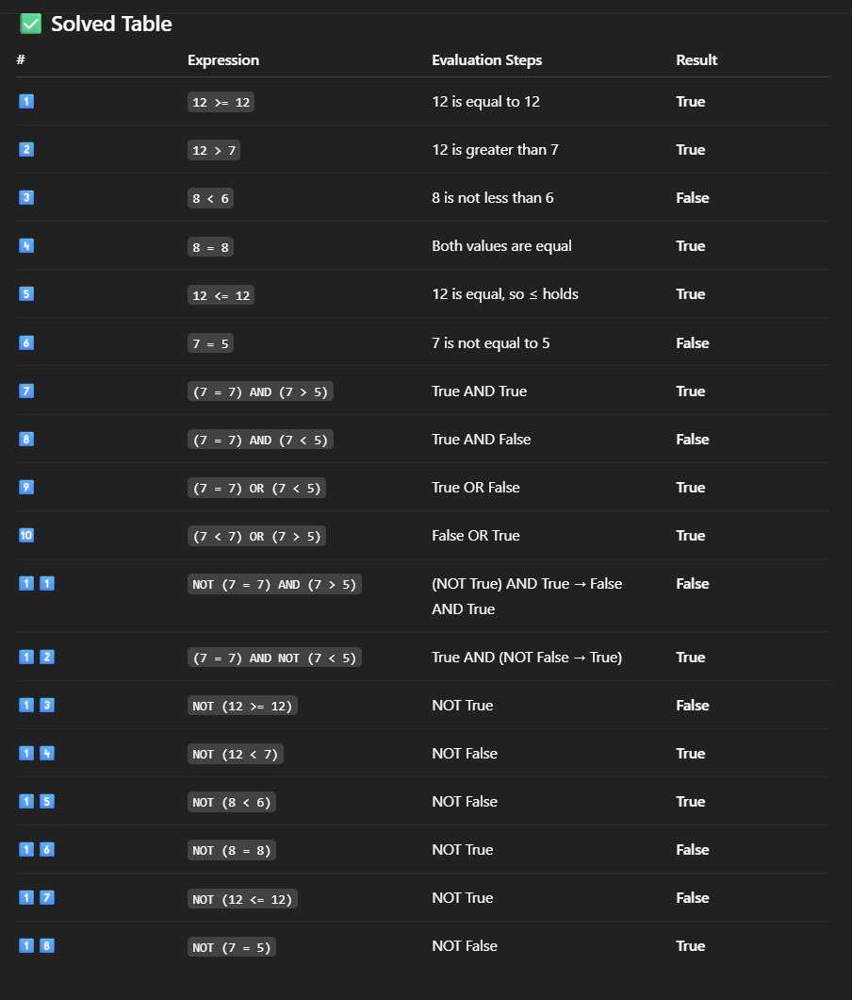 ✅ Solved Table
# Expression Evaluation Steps Result
1️⃣ 12 >= 12 12 is equal to 12 True
2️⃣ 12 > 7 12 is greater than 7 True
3️⃣ 8 < 6 8 is not less than 6 False
4️⃣ 8 = 8 Both values are equal True
5️⃣ 12 <= 12 12 is equal, so ≤ holds True
6️⃣ 7 = 5 7 is not equal to 5 False
7️⃣ (7 = 7) AND (7 > 5) True AND True True
8️⃣ (7 = 7) AND (7 < 5) True AND False False
9️⃣ (7 = 7) OR (7 < 5) True OR False True
🔟 (7 < 7) OR (7 > 5) False OR True True
1️⃣1️⃣ NOT (7 = 7) AND (7 > 5) (NOT True) AND True → False False
AND True
1️⃣2️⃣ (7 = 7) AND NOT (7 < 5) True AND (NOT False → True) True
1️⃣3️⃣ NOT (12 >= 12) NOT True False
1️⃣4️⃣ NOT (12 < 7) NOT False True
1️⃣5️⃣ NOT (8 < 6) NOT False True
1️⃣6️⃣ NOT (8 = 8) NOT True False
1️⃣7️⃣ NOT (12 <= 12) NOT True False
1️⃣8️⃣ NOT (7 = 5) NOT False True